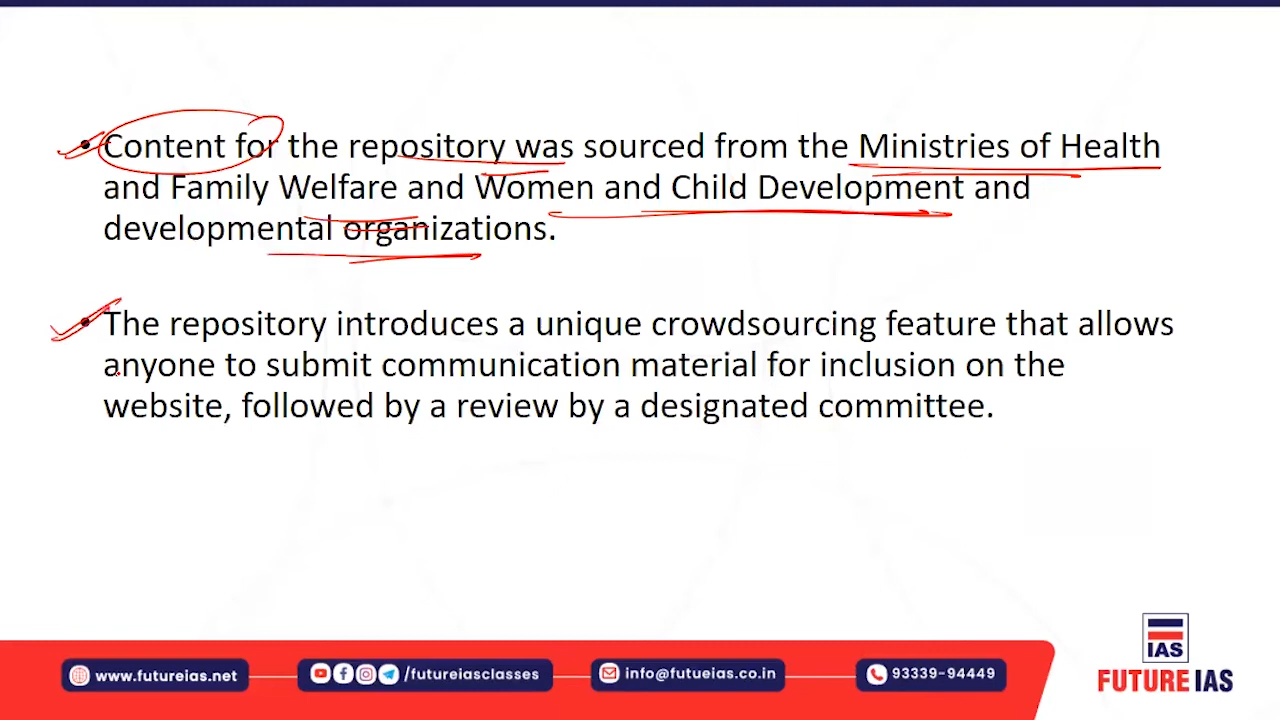 • Content for the repository was sourced from the Ministries of Health
and Family Welfare and Women and Child Development and
developmental organizations.
• The repository introduces a unique crowdsourcing feature that allows
anyone to submit communication material for inclusion on the
website, followed by a review by a designated committee.
IAS
FUTURE IAS
www.futureias.net
/futureiasclasses
info@futueias.co.in
93339-94449